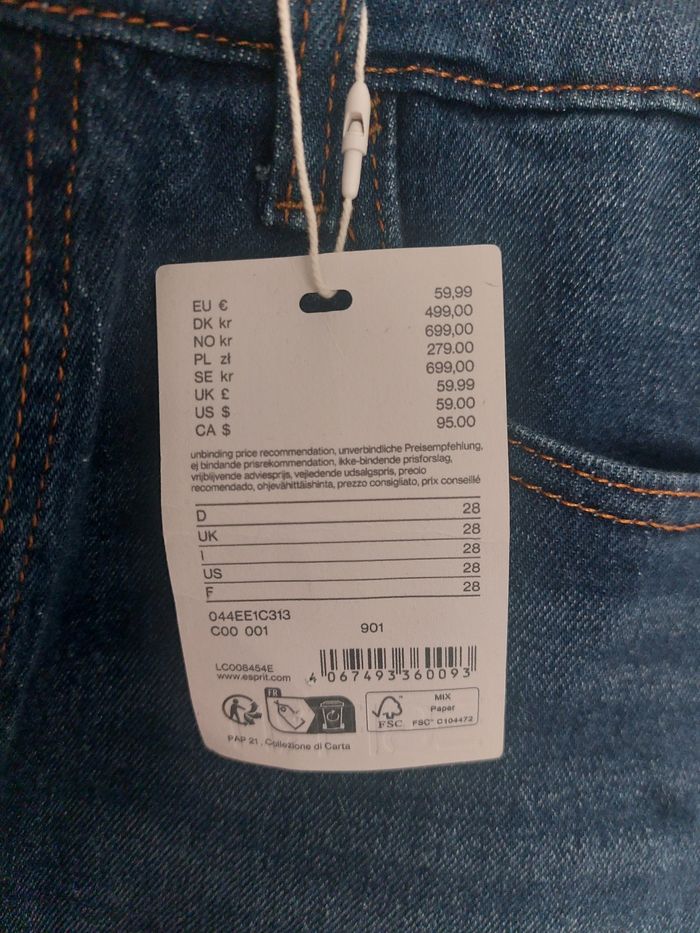 EU € 59,99
DK kr 499,00
NO kr 699,00
PL zł 279.00
SE kr 699,00
UK £ 59.99
US $ 59.00
CA $ 95.00
unbinding price recommendation, unverbindliche Preisempfehlung,
ej bindande prisrekommendation, ikke-bindende prisforslag,
vrijblijvende adviesprijs, vejledende udsalgspris, precio
recomendado, ohjevähittäishinta, prezzo consigliato, prix conseillé
D 28
UK 28
I 28
US 28
F 28
044EE1C313
C00 001 901
LC008454E
www.esprit.com
4 067493 360093
FR
FSC
MIX
Paper
FSC® C104472
PAP 21 . Collezione di Carta